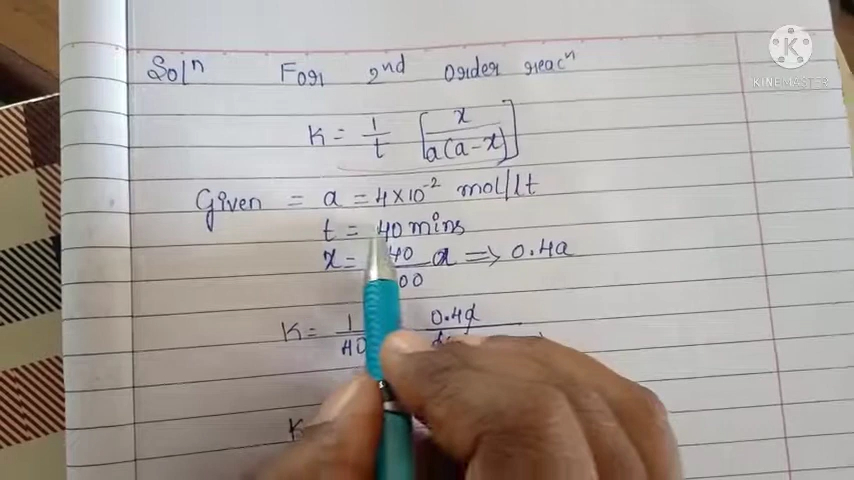 Solⁿ For 2nd order reacⁿ
K = 1/t [x/a(a-x)]
Given = a = 4×10⁻² mol/lt
t = 40 mins
x = 40/00 a => 0.4a
K = 1/40 0.4a
K
KINEMASTER